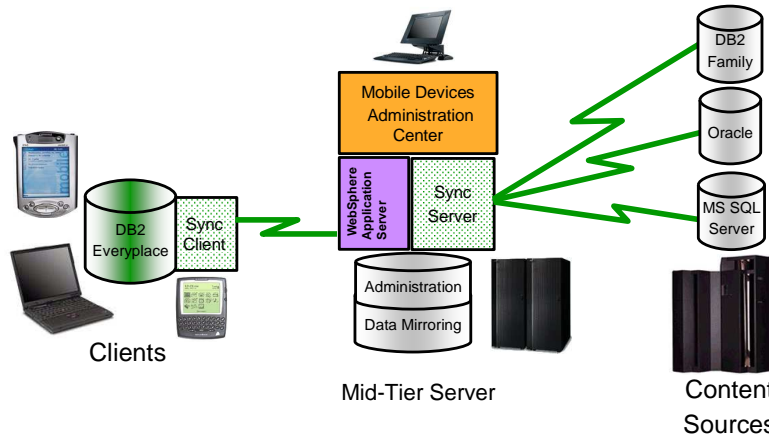 DB2
Family
Mobile Devices
Administration
Center
Oracle
WebSphere
Application
Server
Sync
Server
MS SQL
Server
DB2
Everyplace
Sync
Client
Administration
Data Mirroring
Clients
Mid-Tier Server
Content
Sources